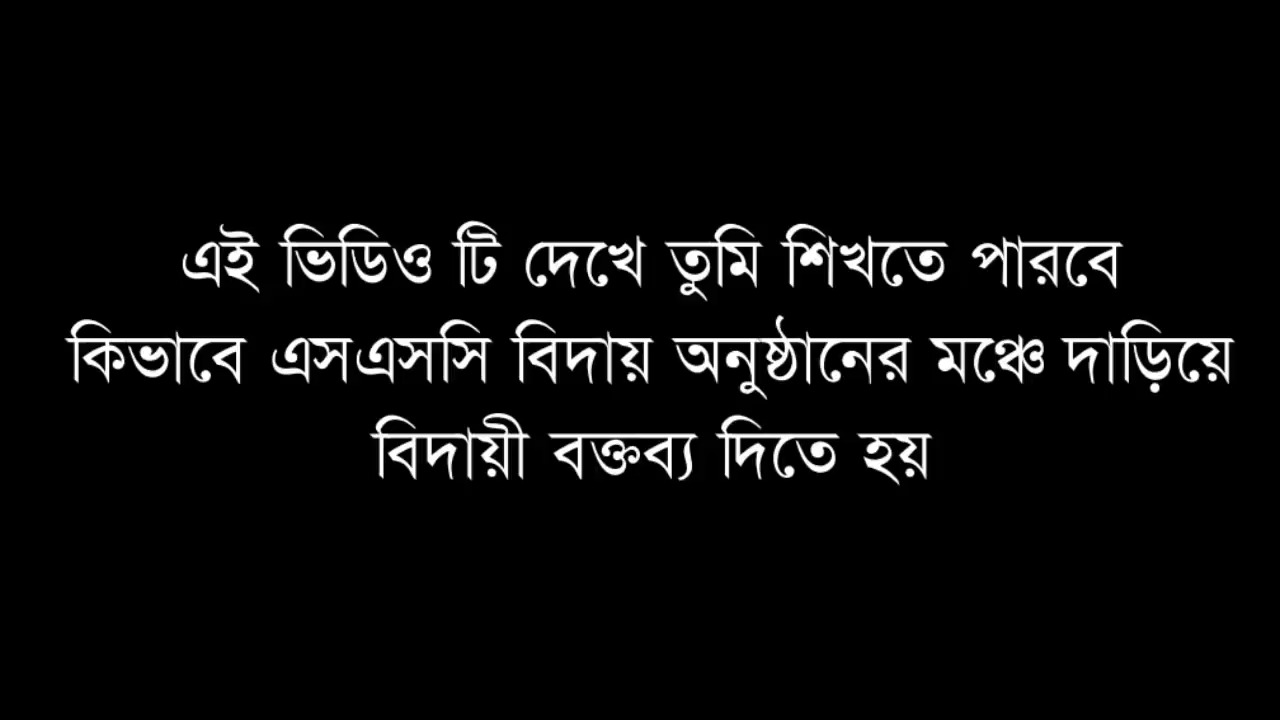 এই ভিডিও টি দেখে তুমি শিখতে পারবে
কিভাবে এসএসসি বিদায় অনুষ্ঠানের মঞ্চে দাড়িয়ে
বিদায়ী বক্তব্য দিতে হয়